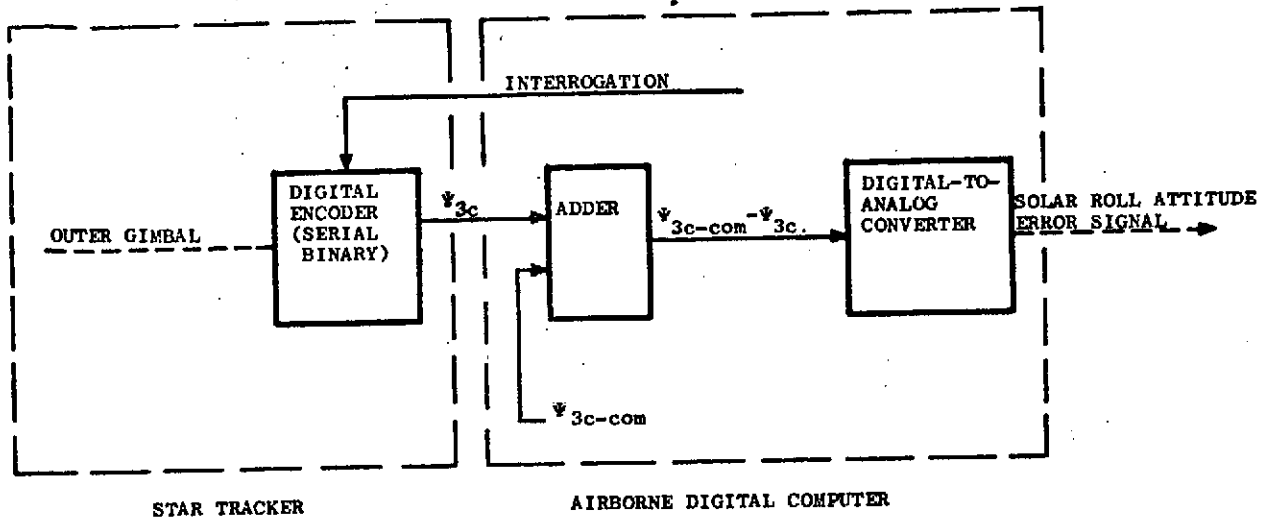 INTERROGATION
DIGITAL
ENCODER
(SERIAL
BINARY)
OUTER GIMBAL
Ψ3c
ADDER
Ψ3c-com-Ψ3c.
DIGITAL-TO-
ANALOG
CONVERTER
SOLAR ROLL ATTITUDE
ERROR SIGNAL
Ψ3c-com
STAR TRACKER
AIRBORNE DIGITAL COMPUTER